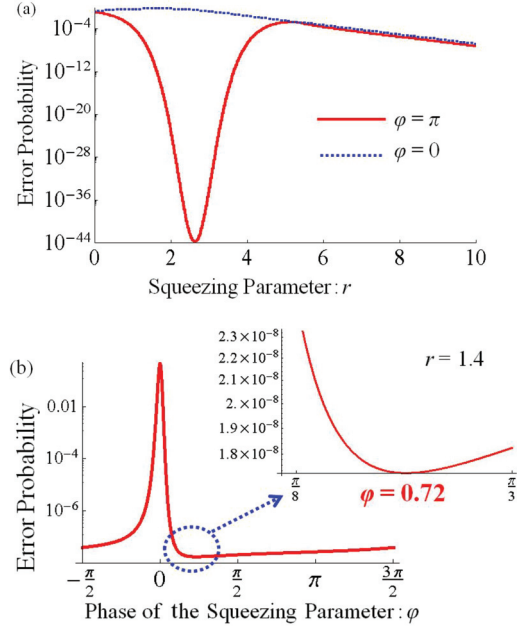 (a)
10^-4
10^-12
10^-20
10^-28
10^-36
10^-44
Error Probability
φ = π
φ = 0
0 2 4 6 8 10
Squeezing Parameter: r
(b)
0.01
10^-4
10^-6
Error Probability
2.3×10^-8
2.2×10^-8
2.1×10^-8
2.×10^-8
1.9×10^-8
1.8×10^-8
r = 1.4
π/8
φ = 0.72
π/3
-π/2 0 π/2 π 3π/2
Phase of the Squeezing Parameter: φ